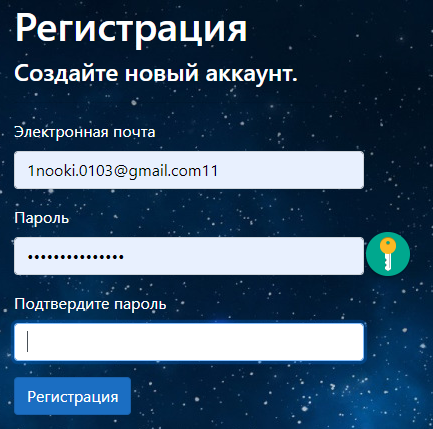 Регистрация
Создайте новый аккаунт.
Электронная почта
1nooki.0103@gmail.com11
Пароль
•••••••••••••••
Подтвердите пароль
Регистрация